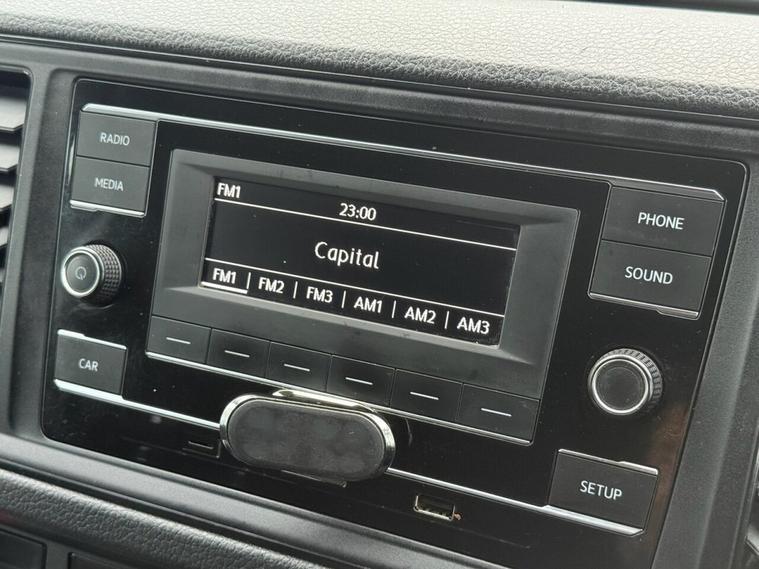 RADIO
MEDIA
FM1
23:00
Capital
FM1 | FM2 | FM3 | AM1 | AM2 | AM3
PHONE
SOUND
CAR
SETUP